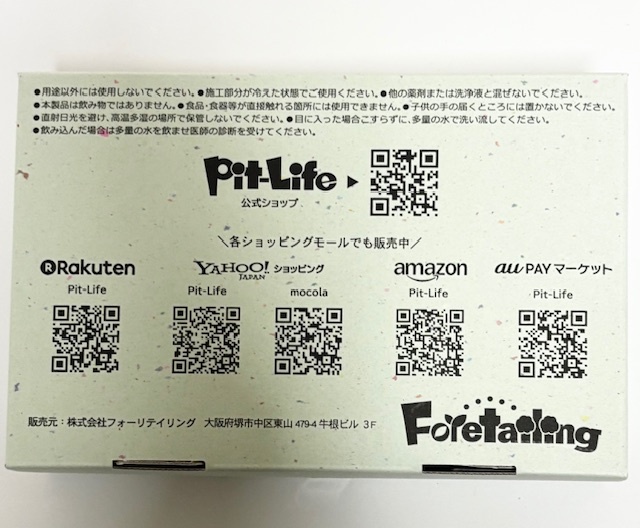 ●用途以外には使用しないでください。●施工部分が冷えた状態でご使用ください。●他の薬剤または洗浄液と混ぜないでください。
●本製品は飲み物ではありません。●食品・食器等が直接触れる箇所には使用できません。●子供の手の届くところには置かないでください。
●直射日光を避け、高温多湿の場所で保管しないでください。●目に入った場合こすらずに、多量の水で洗い流してください。
●飲み込んだ場合は多量の水を飲ませ医師の診断を受けてください。
Pit-Life ▶
公式ショップ
＼各ショッピングモールでも販売中／
Rakuten
Pit-Life
YAHOO! JAPAN ショッピング
Pit-Life mocola
amazon
Pit-Life
au PAY マーケット
Pit-Life
販売元：株式会社フォーリテイリング 大阪府堺市中区東山 479-4 牛根ビル 3F
Foretailing